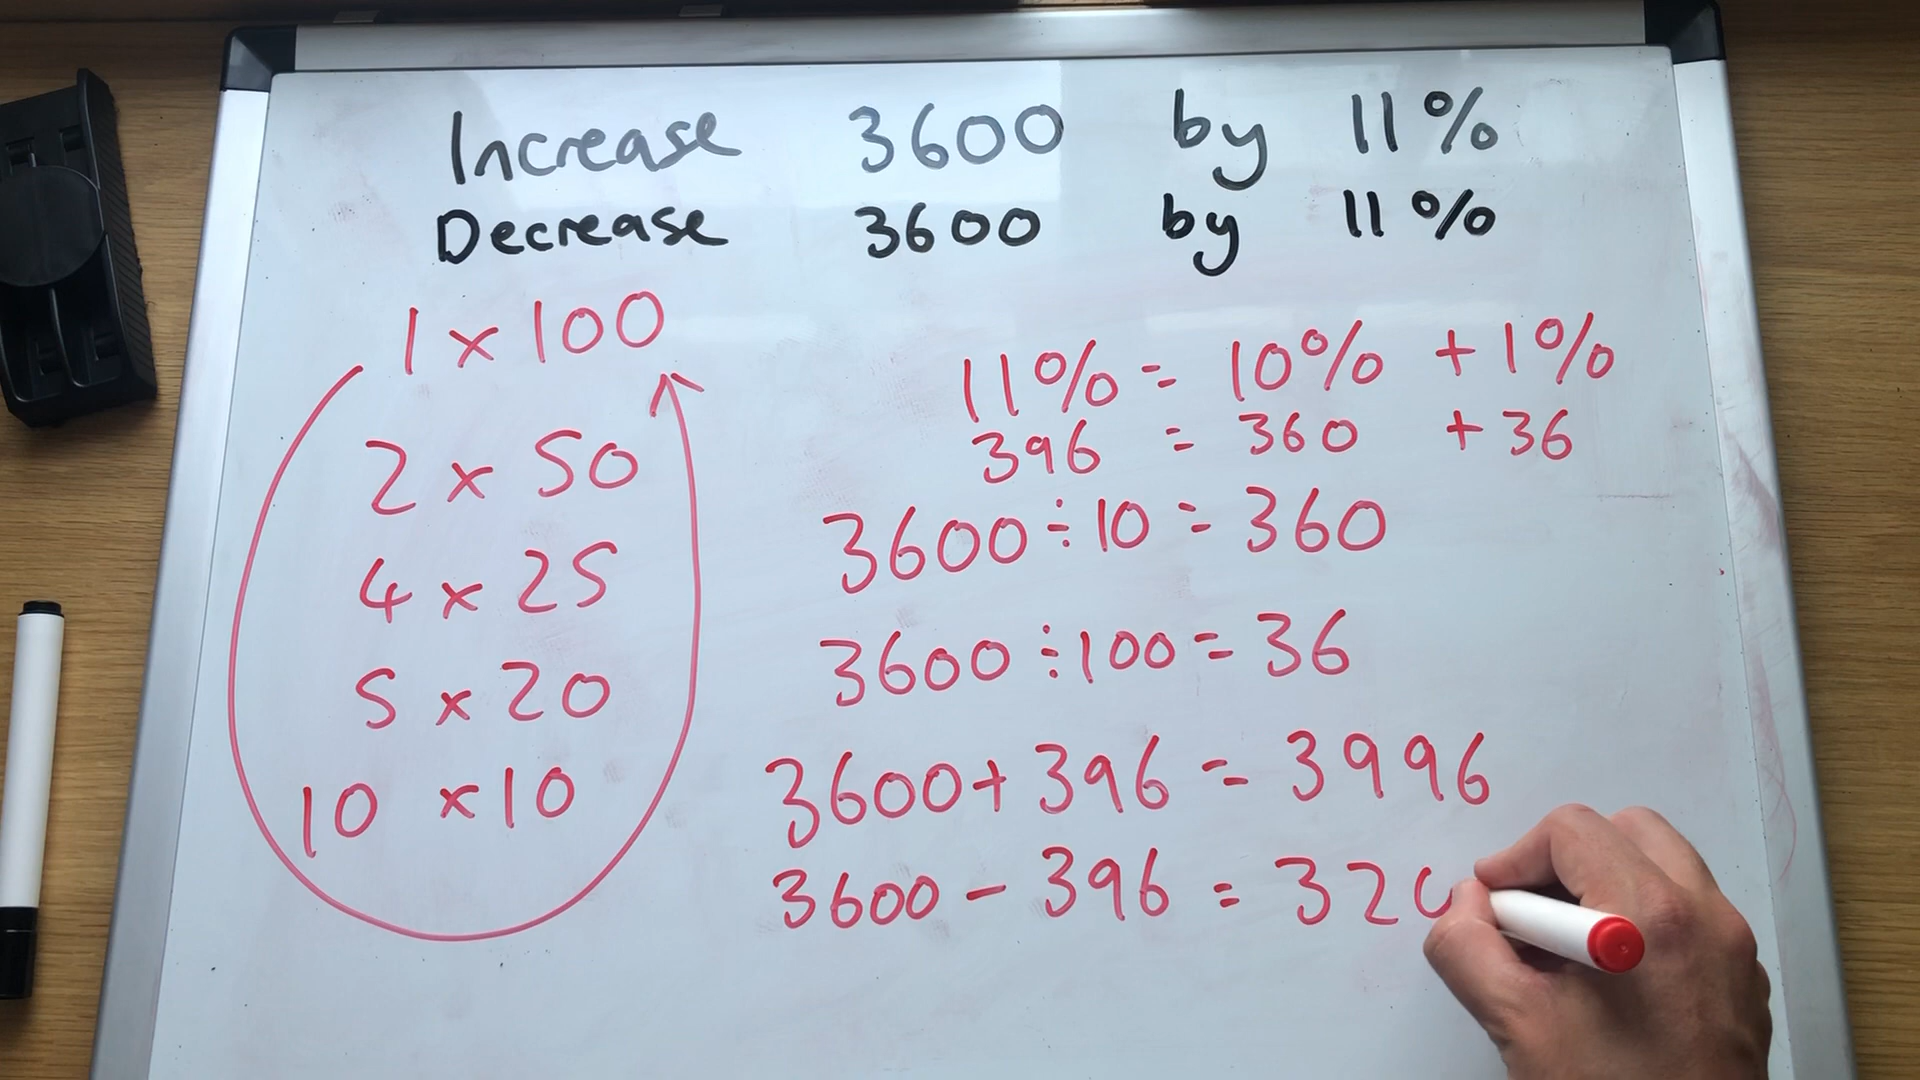 Increase 3600 by 11%
Decrease 3600 by 11%
1 x 100
2 x 50
4 x 25
5 x 20
10 x 10
11% = 10% + 1%
396 = 360 + 36
3600 ÷ 10 = 360
3600 ÷ 100 = 36
3600 + 396 = 3996
3600 - 396 = 320